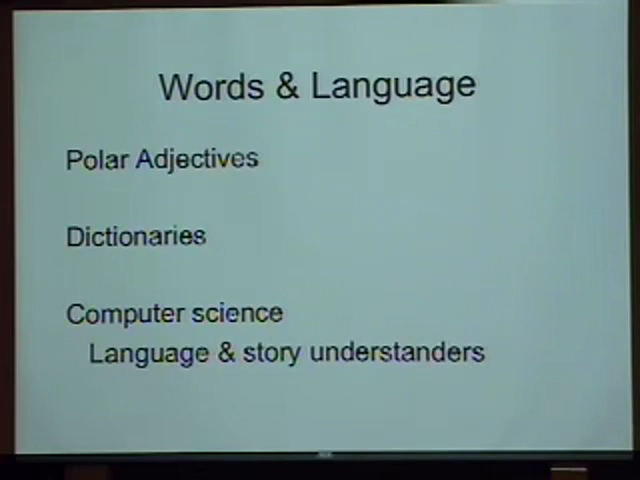 Words & Language
Polar Adjectives
Dictionaries
Computer science
Language & story understanders